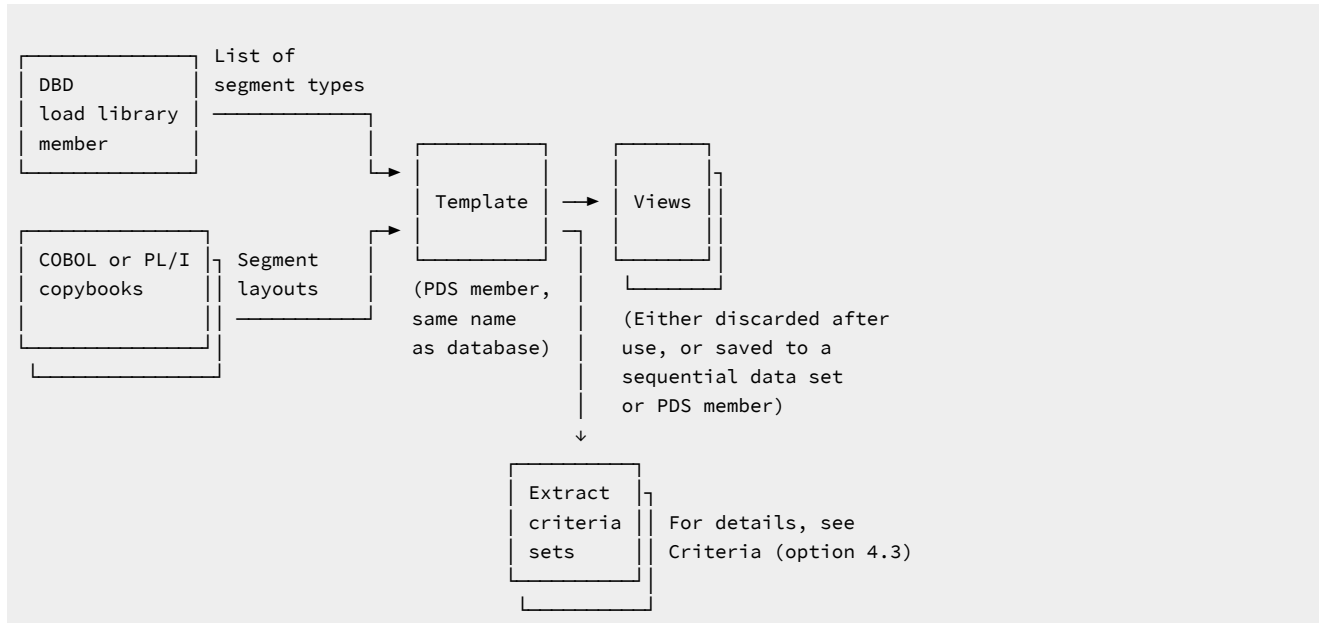 List of
segment types
DBD
load library
member
Template
Views
COBOL or PL/I
copybooks
Segment
layouts
(PDS member,
same name
as database)
(Either discarded after
use, or saved to a
sequential data set
or PDS member)
Extract
criteria
sets
For details, see
Criteria (option 4.3)